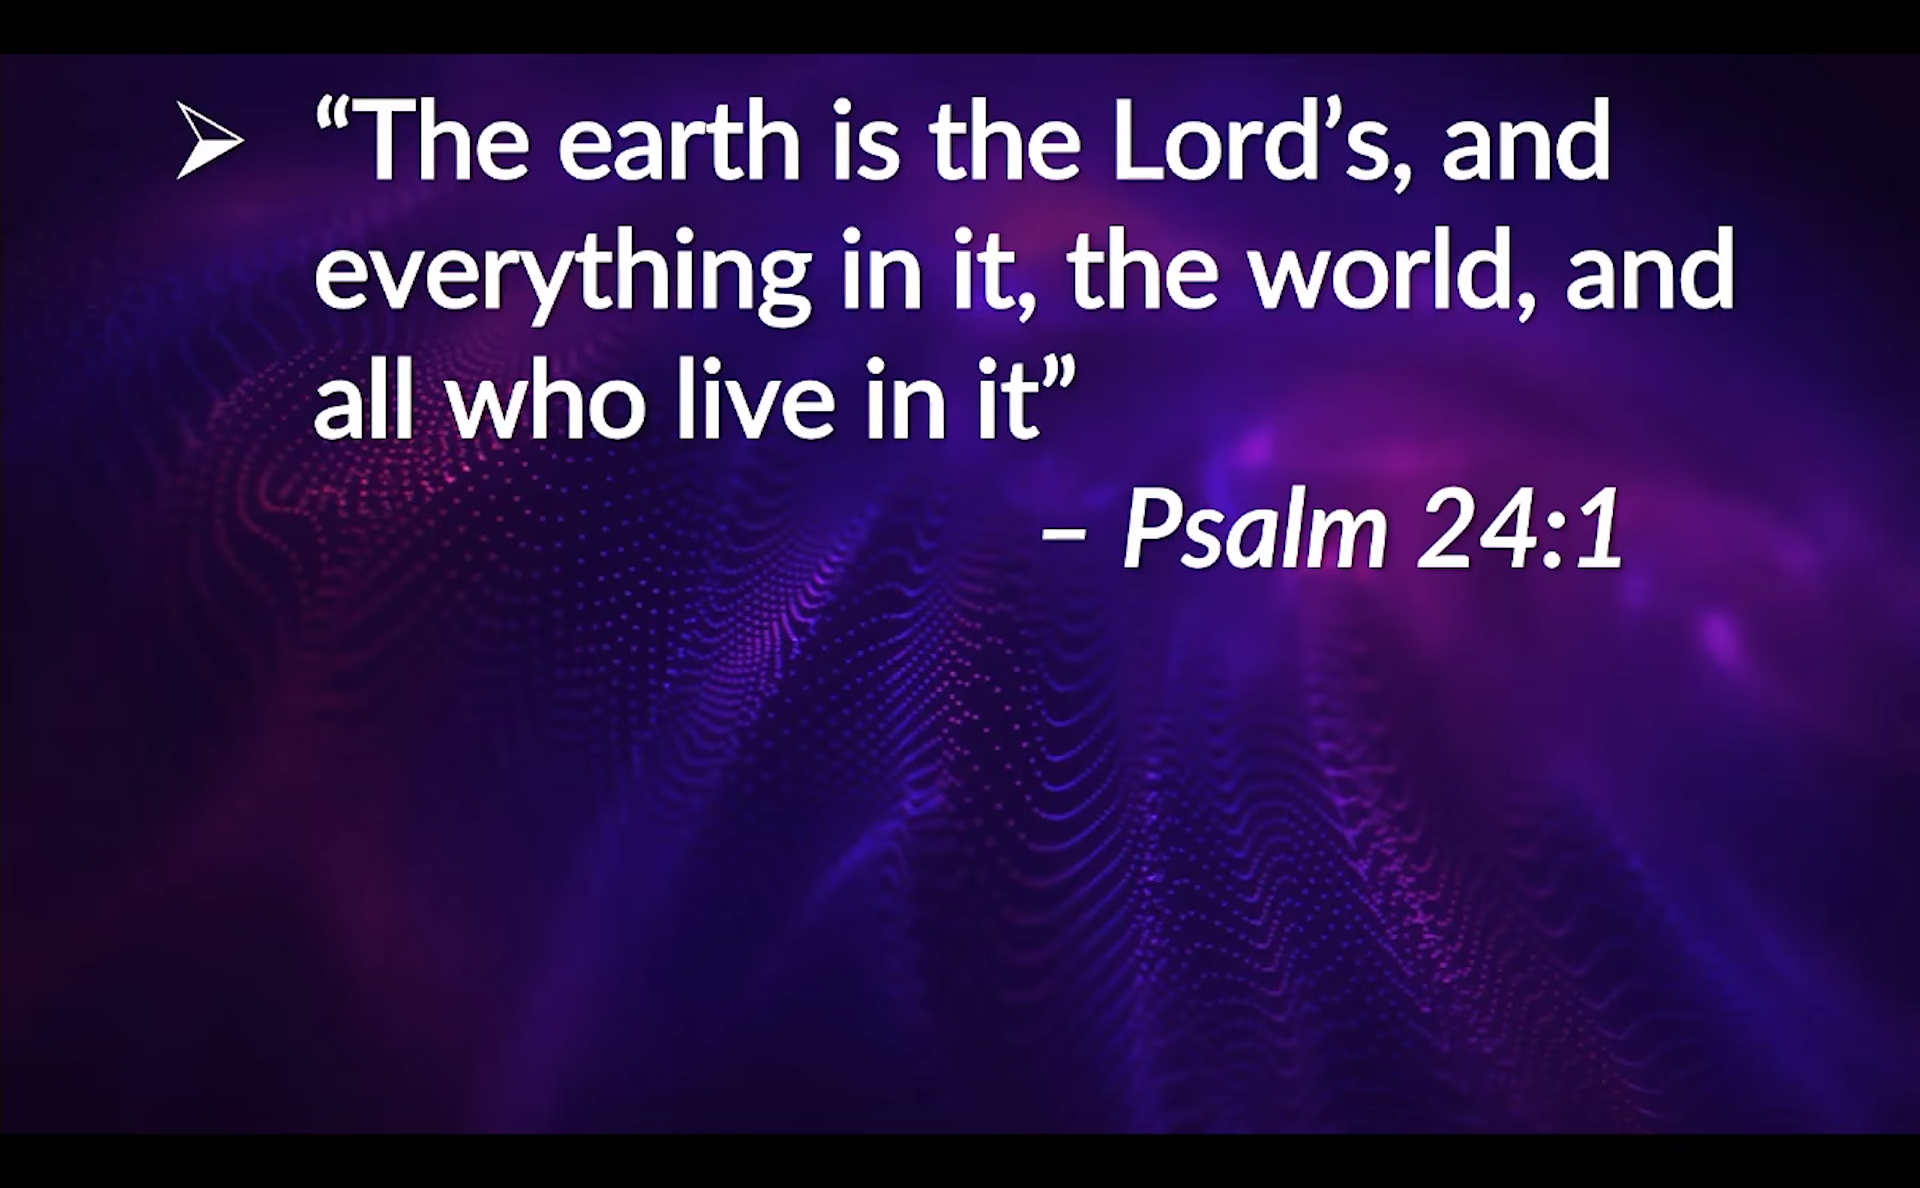 ➢ “The earth is the Lord’s, and
everything in it, the world, and
all who live in it”
– Psalm 24:1